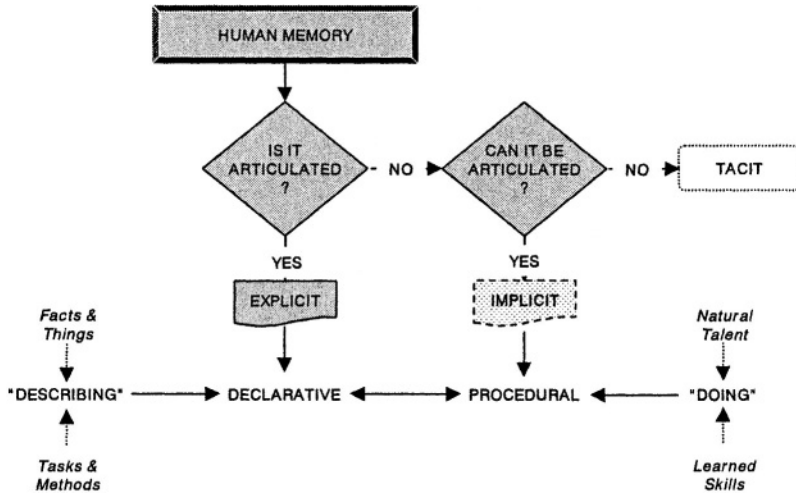 HUMAN MEMORY
IS IT
ARTICULATED
?
NO
CAN IT BE
ARTICULATED
?
NO
TACIT
YES
YES
EXPLICIT
IMPLICIT
Facts &
Things
Natural
Talent
"DESCRIBING"
DECLARATIVE
PROCEDURAL
"DOING"
Tasks &
Methods
Learned
Skills